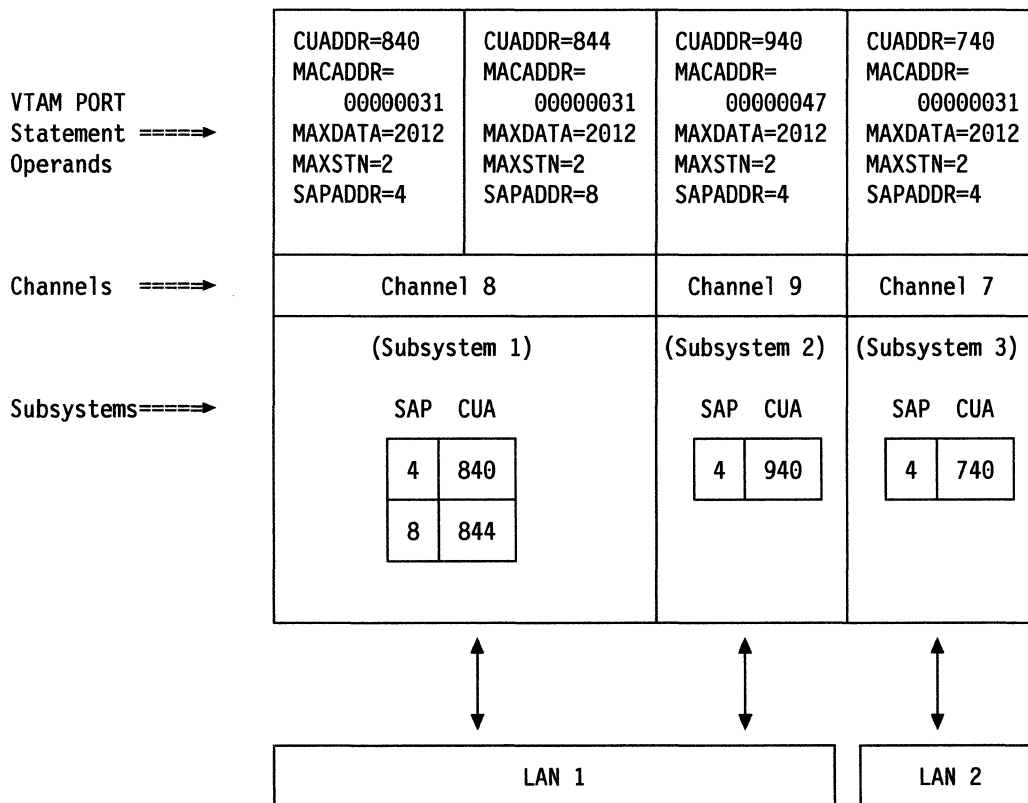 CUADDR=840 CUADDR=844 CUADDR=940 CUADDR=740
MACADDR= MACADDR= MACADDR= MACADDR=
VTAM PORT 00000031 00000031 00000047 00000031
Statement =====> MAXDATA=2012 MAXDATA=2012 MAXDATA=2012 MAXDATA=2012
Operands MAXSTN=2 MAXSTN=2 MAXSTN=2 MAXSTN=2
SAPADDR=4 SAPADDR=8 SAPADDR=4 SAPADDR=4
Channels =====> Channel 8 Channel 9 Channel 7
(Subsystem 1) (Subsystem 2) (Subsystem 3)
Subsystems=====> SAP CUA SAP CUA SAP CUA
4 840 4 940 4 740
8 844
LAN 1 LAN 2